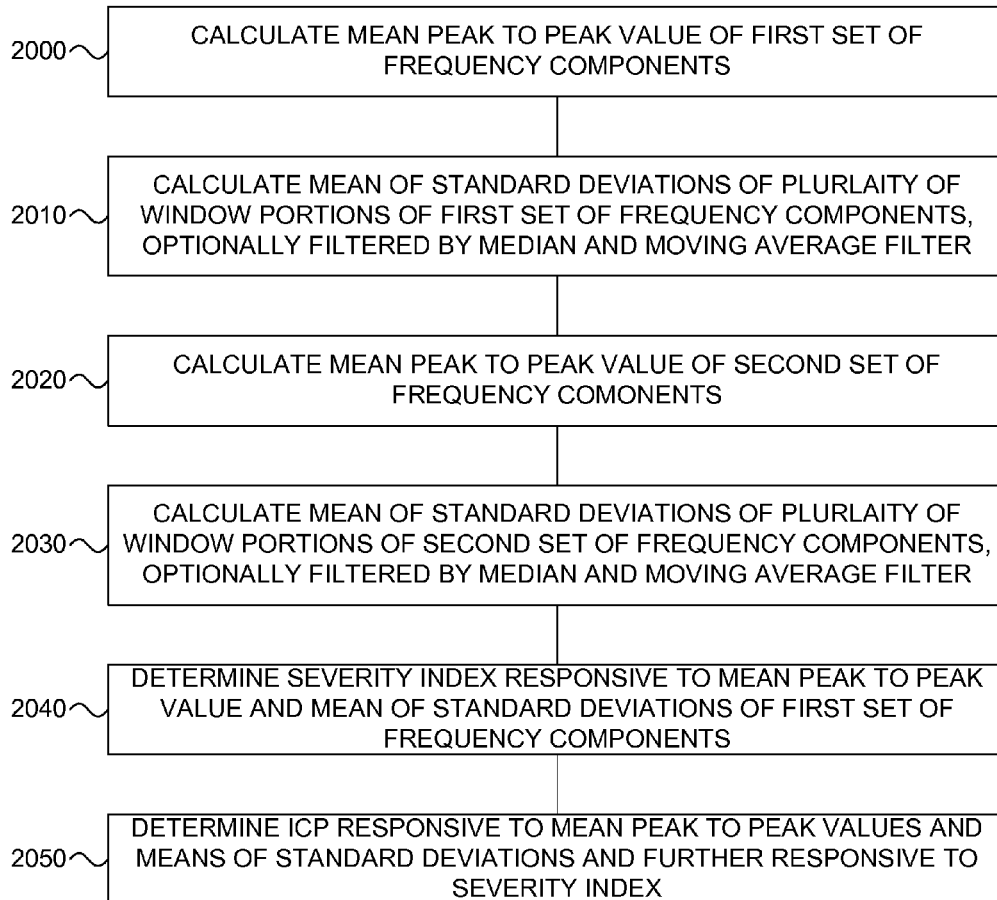 2000
CALCULATE MEAN PEAK TO PEAK VALUE OF FIRST SET OF
FREQUENCY COMPONENTS
2010
CALCULATE MEAN OF STANDARD DEVIATIONS OF PLURLAITY OF
WINDOW PORTIONS OF FIRST SET OF FREQUENCY COMPONENTS,
OPTIONALLY FILTERED BY MEDIAN AND MOVING AVERAGE FILTER
2020
CALCULATE MEAN PEAK TO PEAK VALUE OF SECOND SET OF
FREQUENCY COMONENTS
2030
CALCULATE MEAN OF STANDARD DEVIATIONS OF PLURLAITY OF
WINDOW PORTIONS OF SECOND SET OF FREQUENCY COMPONENTS,
OPTIONALLY FILTERED BY MEDIAN AND MOVING AVERAGE FILTER
2040
DETERMINE SEVERITY INDEX RESPONSIVE TO MEAN PEAK TO PEAK
VALUE AND MEAN OF STANDARD DEVIATIONS OF FIRST SET OF
FREQUENCY COMPONENTS
2050
DETERMINE ICP RESPONSIVE TO MEAN PEAK TO PEAK VALUES AND
MEANS OF STANDARD DEVIATIONS AND FURTHER RESPONSIVE TO
SEVERITY INDEX